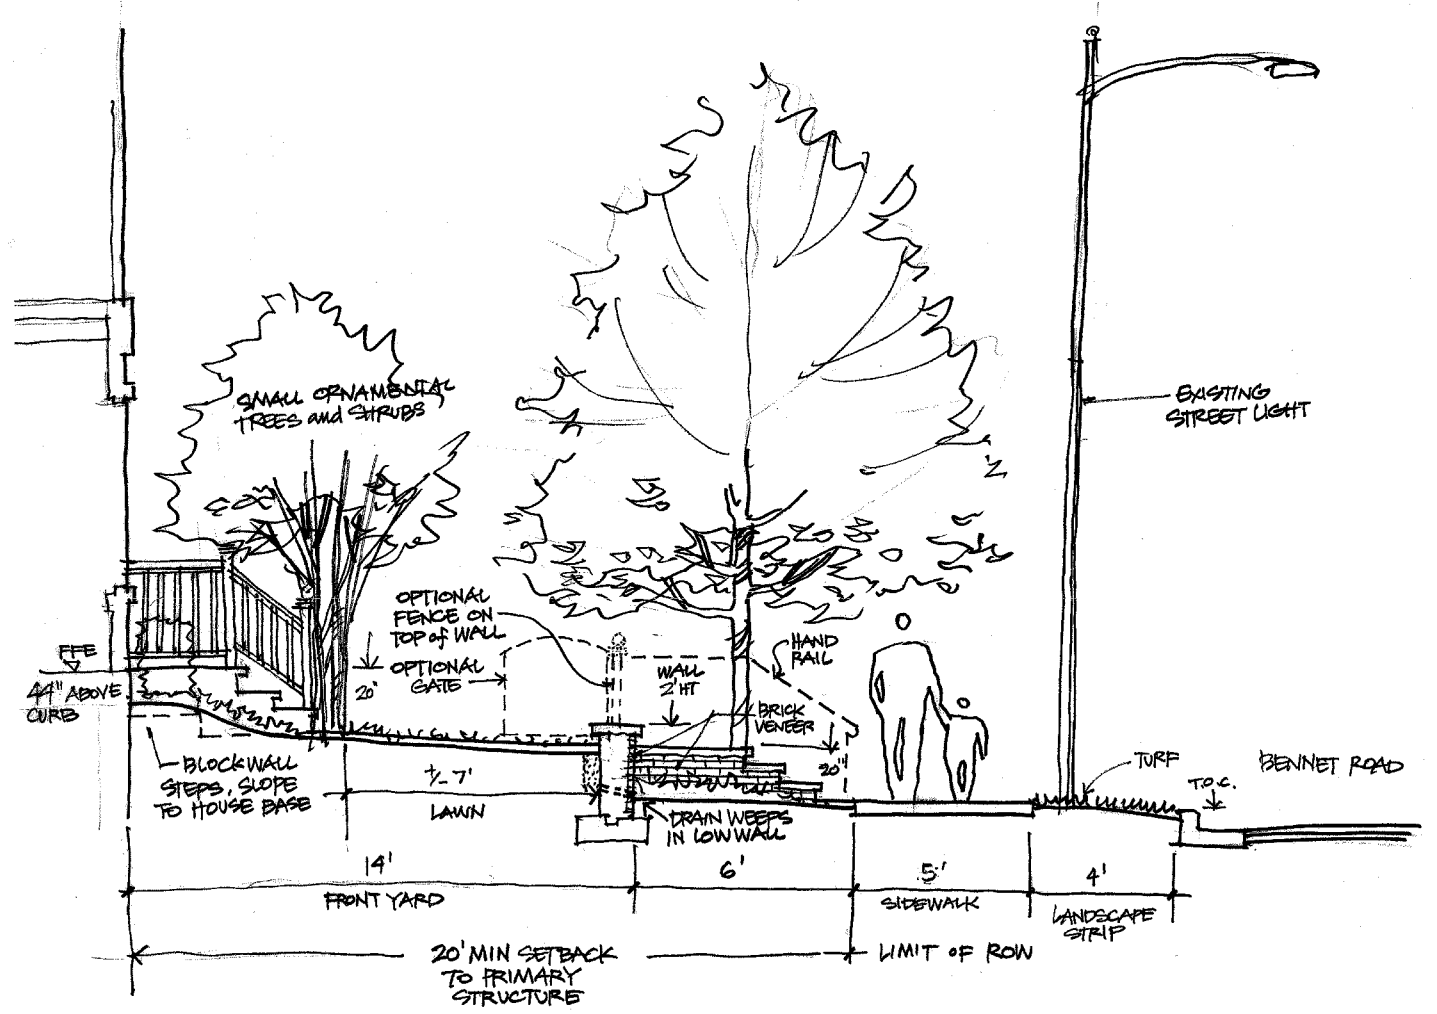 SMALL ORNAMENTAL
TREES and SHRUBS
EXISTING
STREET LIGHT
OPTIONAL
FENCE ON
TOP of WALL
OPTIONAL
GATE
HAND
RAIL
WALL
2' HT
BRICK
VENEER
FFE
44" ABOVE
CURB
20"
20"
BLOCK WALL
STEPS, SLOPE
TO HOUSE BASE
+/- 7'
LAWN
DRAIN WEEPS
IN LOW WALL
TURF
T.O.C.
BENNET ROAD
14'
FRONT YARD
6'
5'
SIDEWALK
4'
LANDSCAPE
STRIP
20' MIN SETBACK
TO PRIMARY
STRUCTURE
LIMIT OF ROW